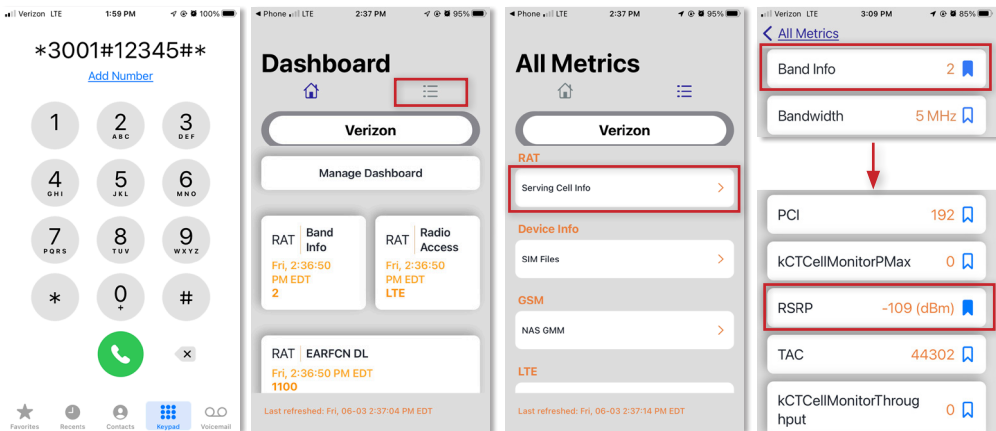 Verizon LTE 1:59 PM 100%
*3001#12345#*
Add Number
1 2 3
ABC DEF
4 5 6
GHI JKL MNO
7 8 9
PQRS TUV WXYZ
* 0 #
+
Favorites Recents Contacts Keypad Voicemail
Phone LTE 2:37 PM 95%
Dashboard
Verizon
Manage Dashboard
RAT Band
Info
Fri, 2:36:50
PM EDT
2
RAT Radio
Access
Fri, 2:36:50
PM EDT
LTE
RAT EARFCN DL
Fri, 2:36:50 PM EDT
1100
Last refreshed: Fri, 06-03 2:37:04 PM EDT
Phone LTE 2:37 PM 95%
All Metrics
Verizon
RAT
Serving Cell Info
Device Info
SIM Files
GSM
NAS GMM
LTE
Last refreshed: Fri, 06-03 2:37:14 PM EDT
Verizon LTE 3:09 PM 85%
All Metrics
Band Info 2
Bandwidth 5 MHz
PCI 192
kCTCellMonitorPMax 0
RSRP -109 (dBm)
TAC 44302
kCTCellMonitorThroug
hput 0